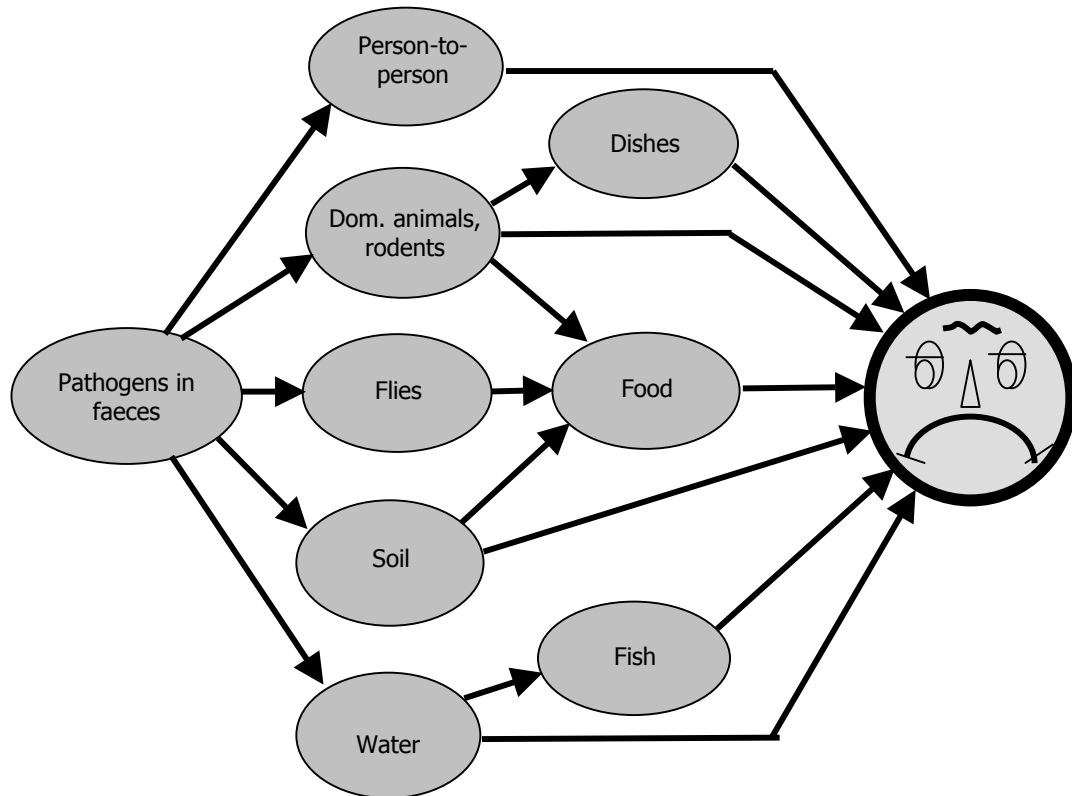 Person-to-
person
Dishes
Dom. animals,
rodents
Pathogens in
faeces
Flies
Food
Soil
Fish
Water